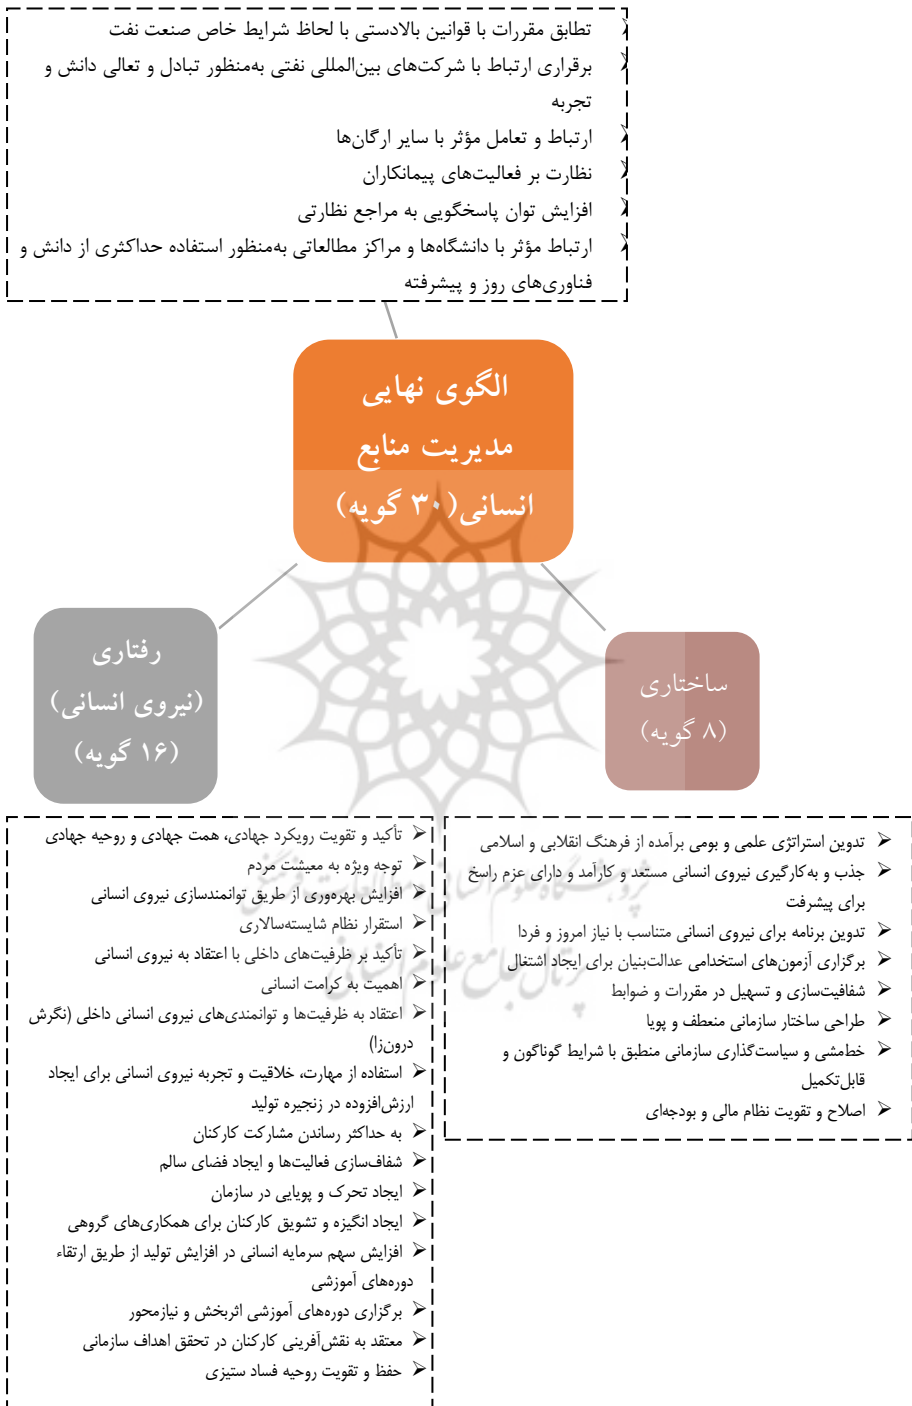 تطابق مقررات با قوانین بالادستی با لحاظ شرایط خاص صنعت نفت
برقراری ارتباط با شرکت‌های بین‌المللی نفتی به‌منظور تبادل و تعالی دانش و
تجربه
ارتباط و تعامل مؤثر با سایر ارگان‌ها
نظارت بر فعالیت‌های پیمانکاران
افزایش توان پاسخگویی به مراجع نظارتی
ارتباط مؤثر با دانشگاه‌ها و مراکز مطالعاتی به‌منظور استفاده حداکثری از دانش و
فناوری‌های روز و پیشرفته
الگوی نهایی
مدیریت منابع
انسانی(۳۰ گویه)
ساختاری
(۸ گویه)
رفتاری
(نیروی انسانی)
(۱۶ گویه)
تدوین استراتژی علمی و بومی برآمده از فرهنگ انقلابی و اسلامی
جذب و به‌کارگیری نیروی انسانی مستعد و کارآمد و دارای عزم راسخ
برای پیشرفت
تدوین برنامه برای نیروی انسانی متناسب با نیاز امروز و فردا
برگزاری آزمون‌های استخدامی عدالت‌بنیان برای ایجاد اشتغال
شفافیت‌سازی و تسهیل در مقررات و ضوابط
طراحی ساختار سازمانی منعطف و پویا
خط‌مشی و سیاست‌گذاری سازمانی منطبق با شرایط گوناگون و
قابل‌تکمیل
اصلاح و تقویت نظام مالی و بودجه‌ای
تأکید و تقویت رویکرد جهادی، همت جهادی و روحیه جهادی
توجه ویژه به معیشت مردم
افزایش بهره‌وری از طریق توانمندسازی نیروی انسانی
استقرار نظام شایسته‌سالاری
تأکید بر ظرفیت‌های داخلی با اعتقاد به نیروی انسانی
اهمیت به کرامت انسانی
اعتقاد به ظرفیت‌ها و توانمندی‌های نیروی انسانی داخلی (نگرش
درون‌زا)
استفاده از مهارت، خلاقیت و تجربه نیروی انسانی برای ایجاد
ارزش‌افزوده در زنجیره تولید
به حداکثر رساندن مشارکت کارکنان
شفاف‌سازی فعالیت‌ها و ایجاد فضای سالم
ایجاد تحرک و پویایی در سازمان
ایجاد انگیزه و تشویق کارکنان برای همکاری‌های گروهی
افزایش سهم سرمایه انسانی در افزایش تولید از طریق ارتقاء
دوره‌های آموزشی
برگزاری دوره‌های آموزشی اثربخش و نیازمحور
معتقد به نقش‌آفرینی کارکنان در تحقق اهداف سازمانی
حفظ و تقویت روحیه فساد ستیزی
پژوهشگاه علوم انسانی و مطالعات فرهنگی
پرتال جامع علوم انسانی